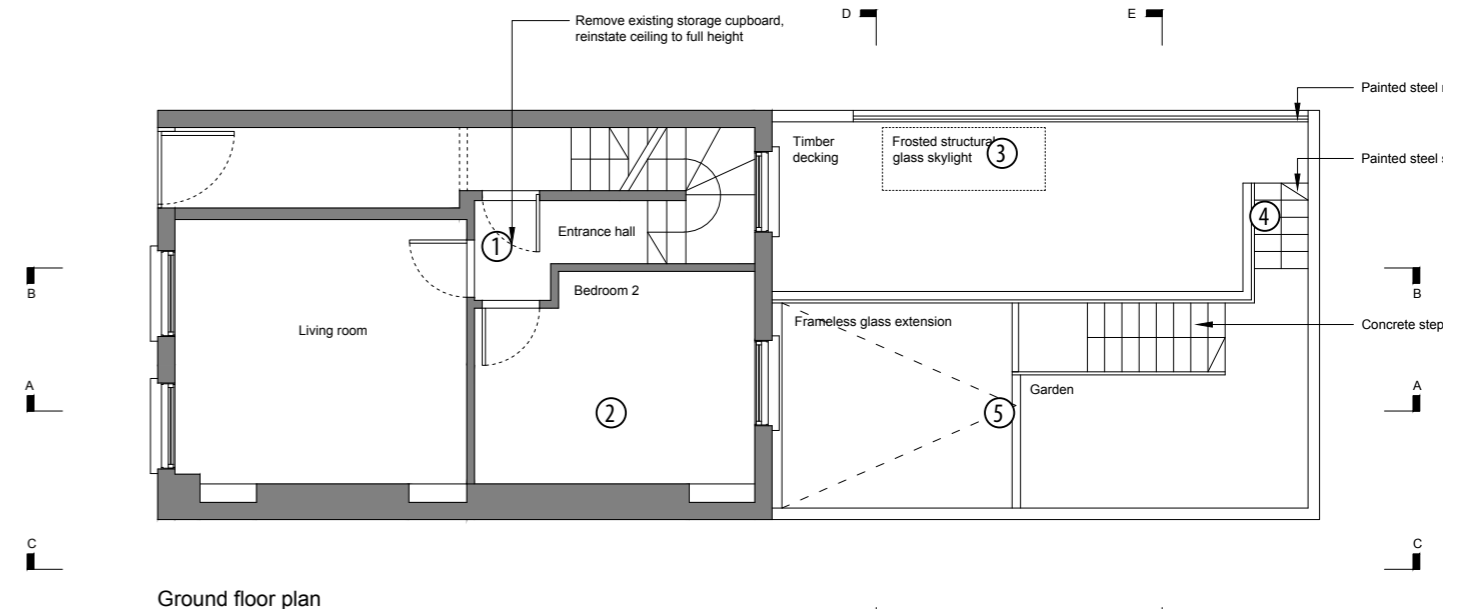 D
E
Remove existing storage cupboard,
reinstate ceiling to full height
Painted steel
Timber
decking
Frosted structural
glass skylight
3
Painted steel
4
1
Entrance hall
B
B
Bedroom 2
Living room
Frameless glass extension
Concrete step
A
A
Garden
2
5
C
C
Ground floor plan